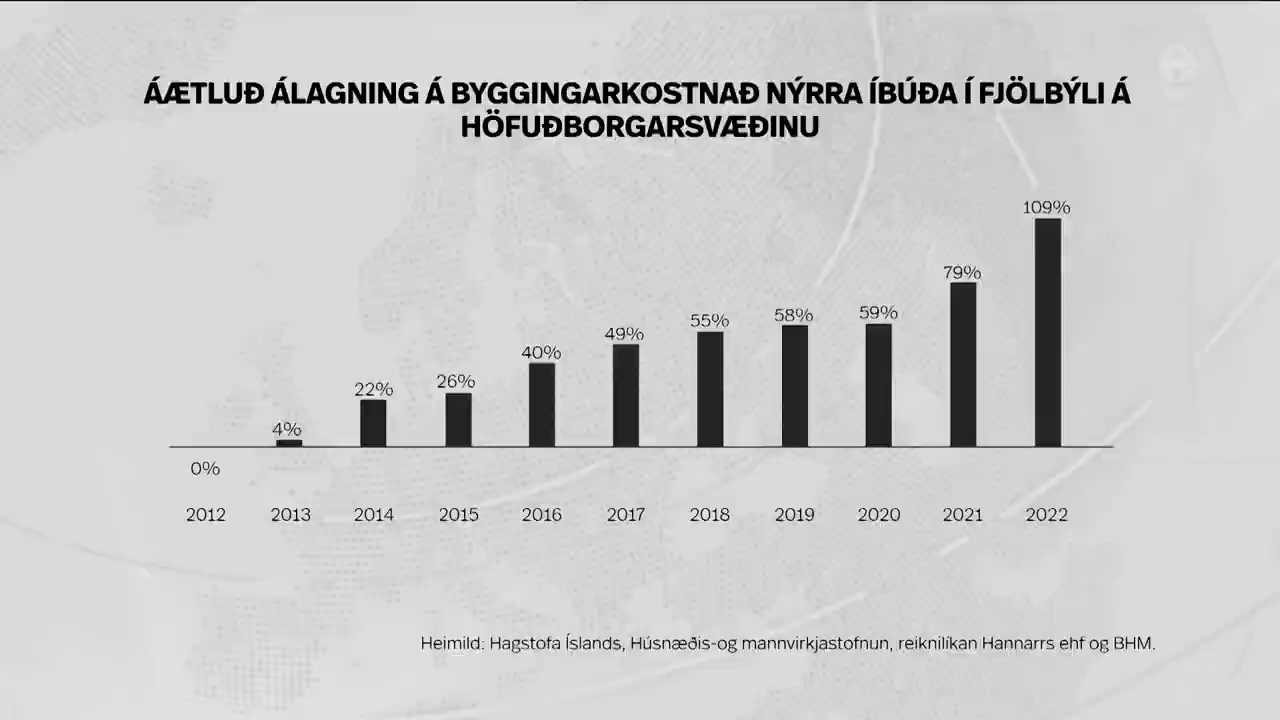 ÁÆTLUÐ ÁLAGNING Á BYGGINGARKOSTNAÐ NÝRRA ÍBÚÐA Í FJÖLBÝLI Á
HÖFUÐBORGARSVÆÐINU
109%
79%
59%
58%
55%
49%
40%
26%
22%
4%
0%
2012 2013 2014 2015 2016 2017 2018 2019 2020 2021 2022
Heimild: Hagstofa Íslands, Húsnæðis-og mannvirkjastofnun, reiknilíkan Hannarrs ehf og BHM.